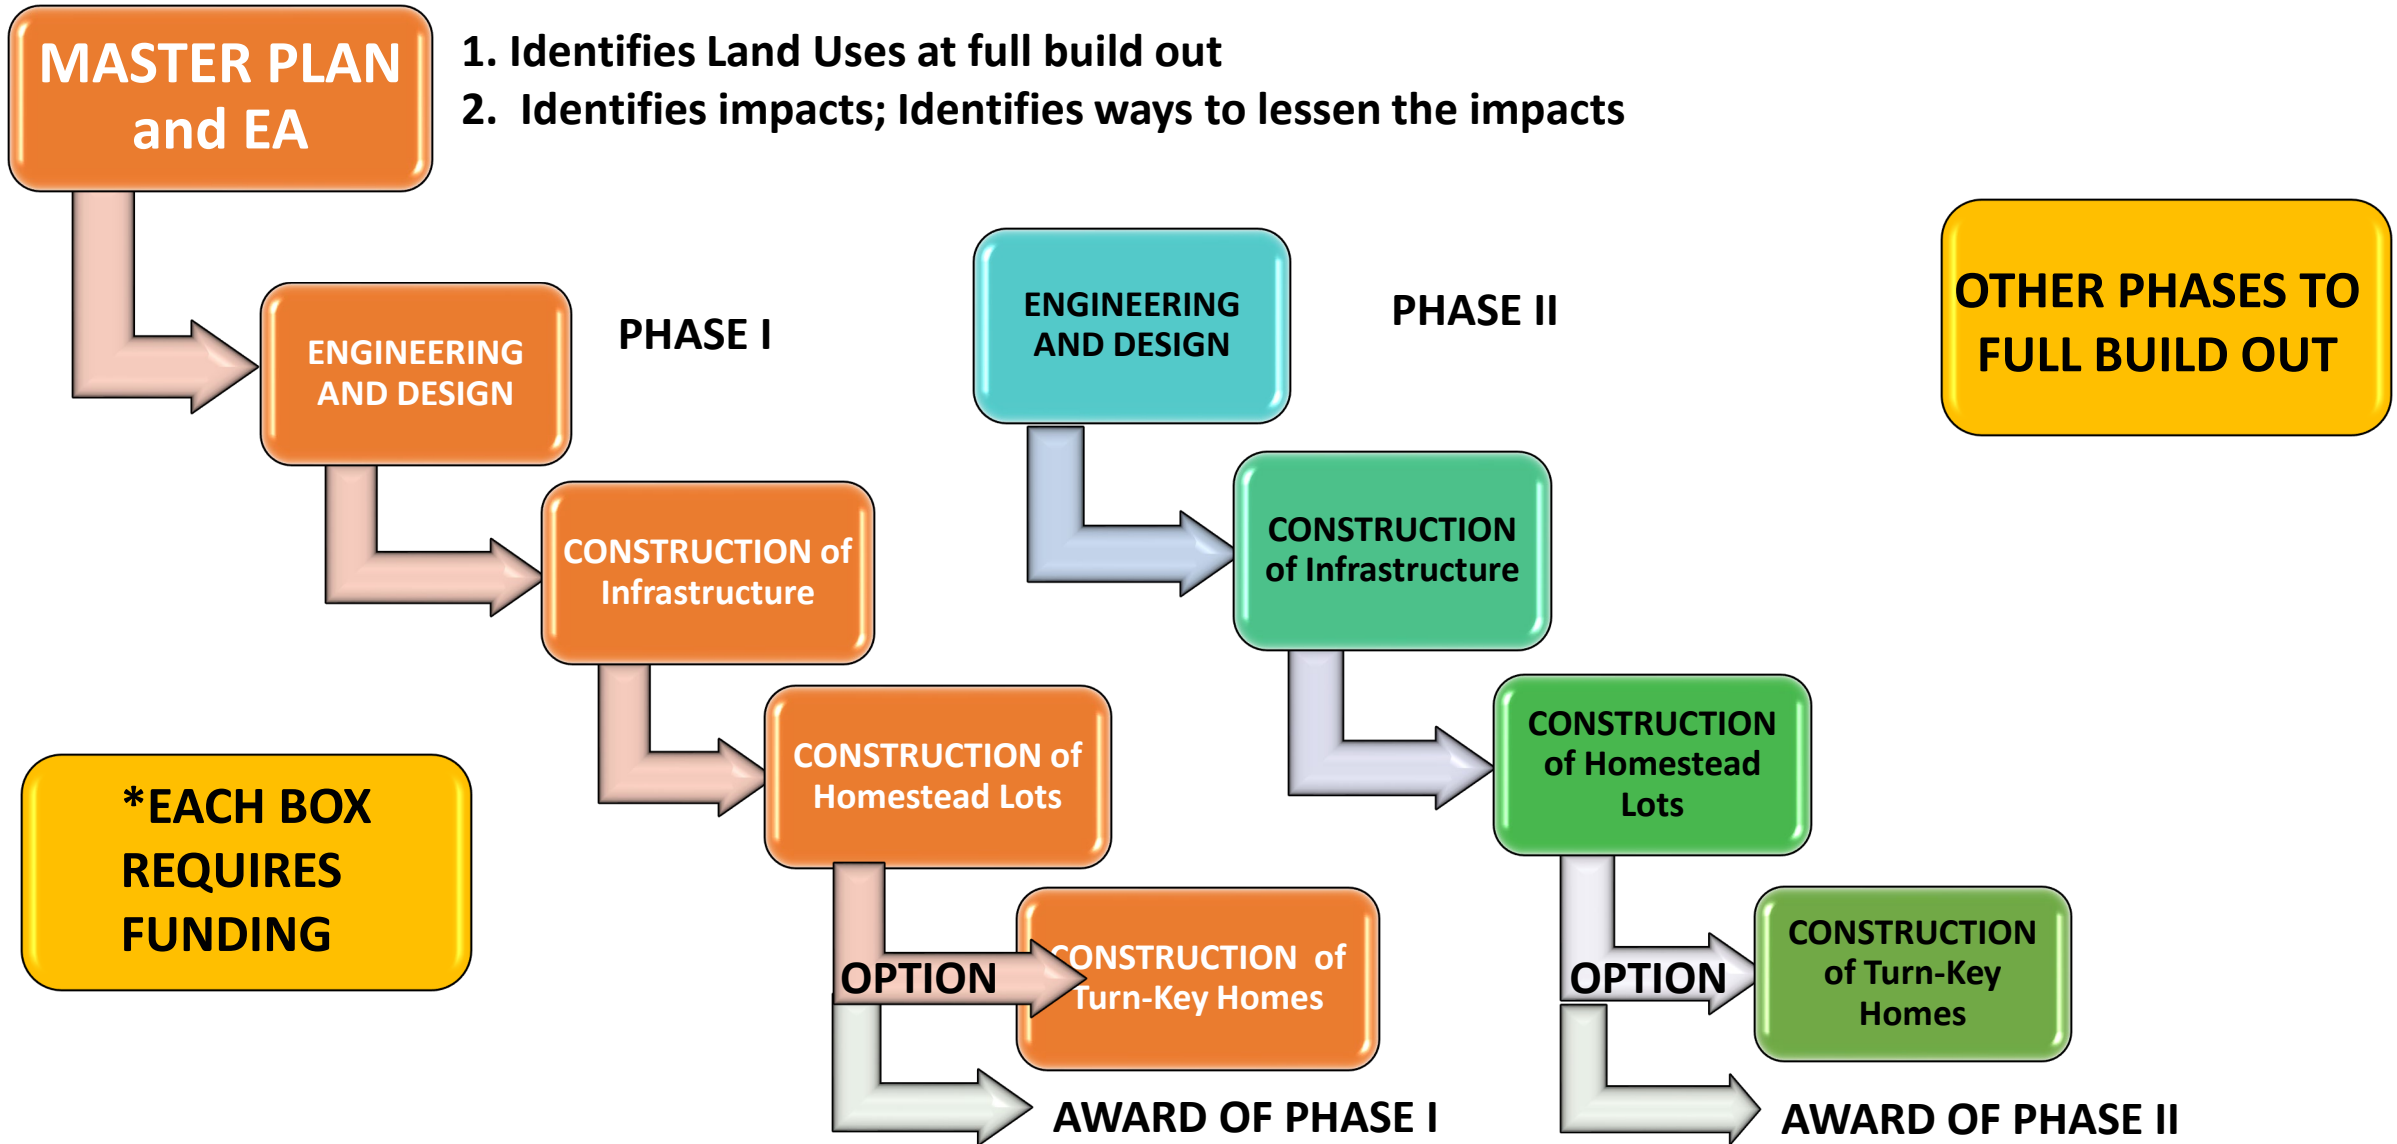 MASTER PLAN
and EA
1. Identifies Land Uses at full build out
2. Identifies impacts; Identifies ways to lessen the impacts
ENGINEERING
AND DESIGN
PHASE I
CONSTRUCTION of
Infrastructure
CONSTRUCTION of
Homestead Lots
OPTION
CONSTRUCTION of
Turn-Key Homes
AWARD OF PHASE I
ENGINEERING
AND DESIGN
PHASE II
CONSTRUCTION
of Infrastructure
CONSTRUCTION
of Homestead
Lots
OPTION
CONSTRUCTION
of Turn-Key
Homes
AWARD OF PHASE II
OTHER PHASES TO
FULL BUILD OUT
*EACH BOX
REQUIRES
FUNDING